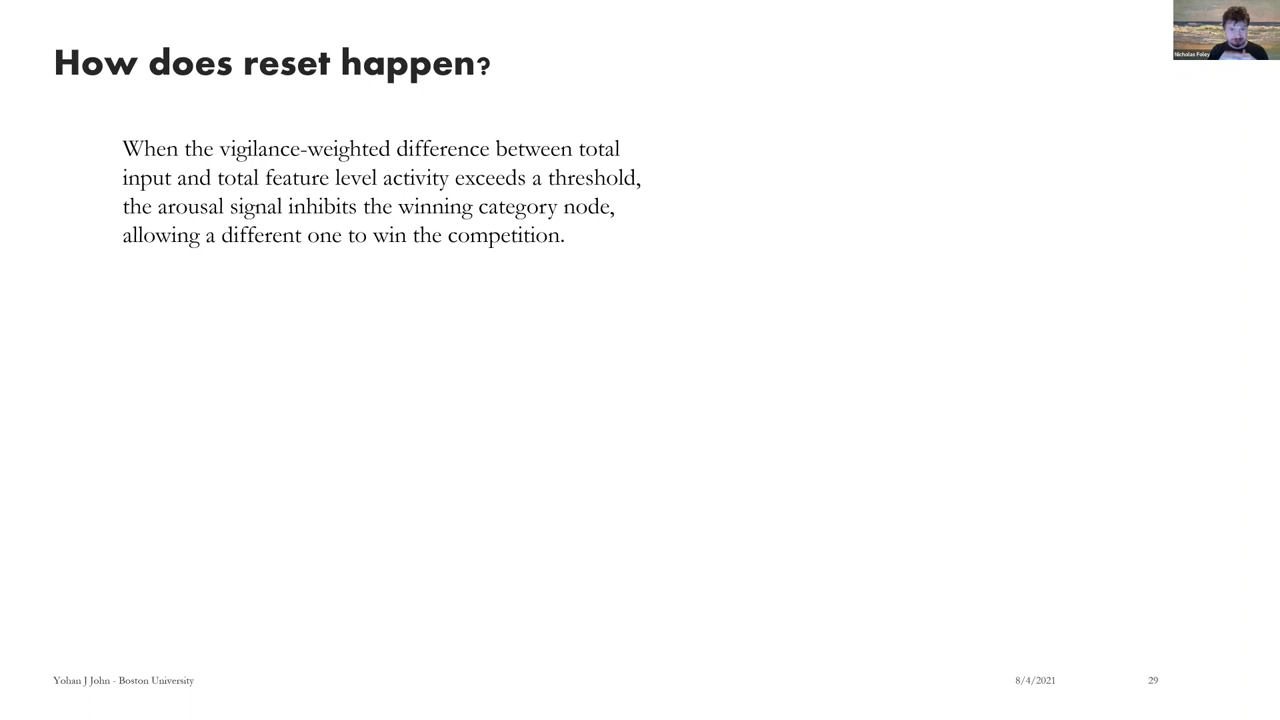 How does reset happen?
Nicholas Foley
When the vigilance-weighted difference between total
input and total feature level activity exceeds a threshold,
the arousal signal inhibits the winning category node,
allowing a different one to win the competition.
Yohan J John - Boston University
8/4/2021
29